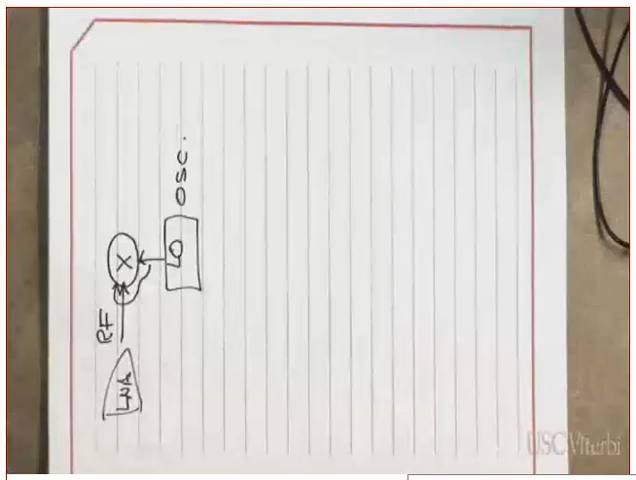 OSC.
X
LO
RF
LNA
USC Viterbi